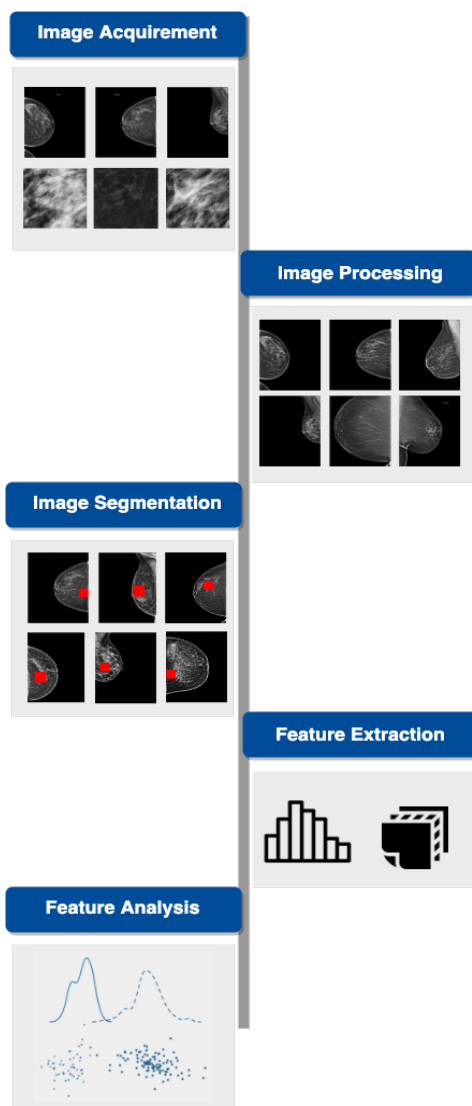 Image Acquirement
Image Processing
Image Segmentation
Feature Extraction
Feature Analysis